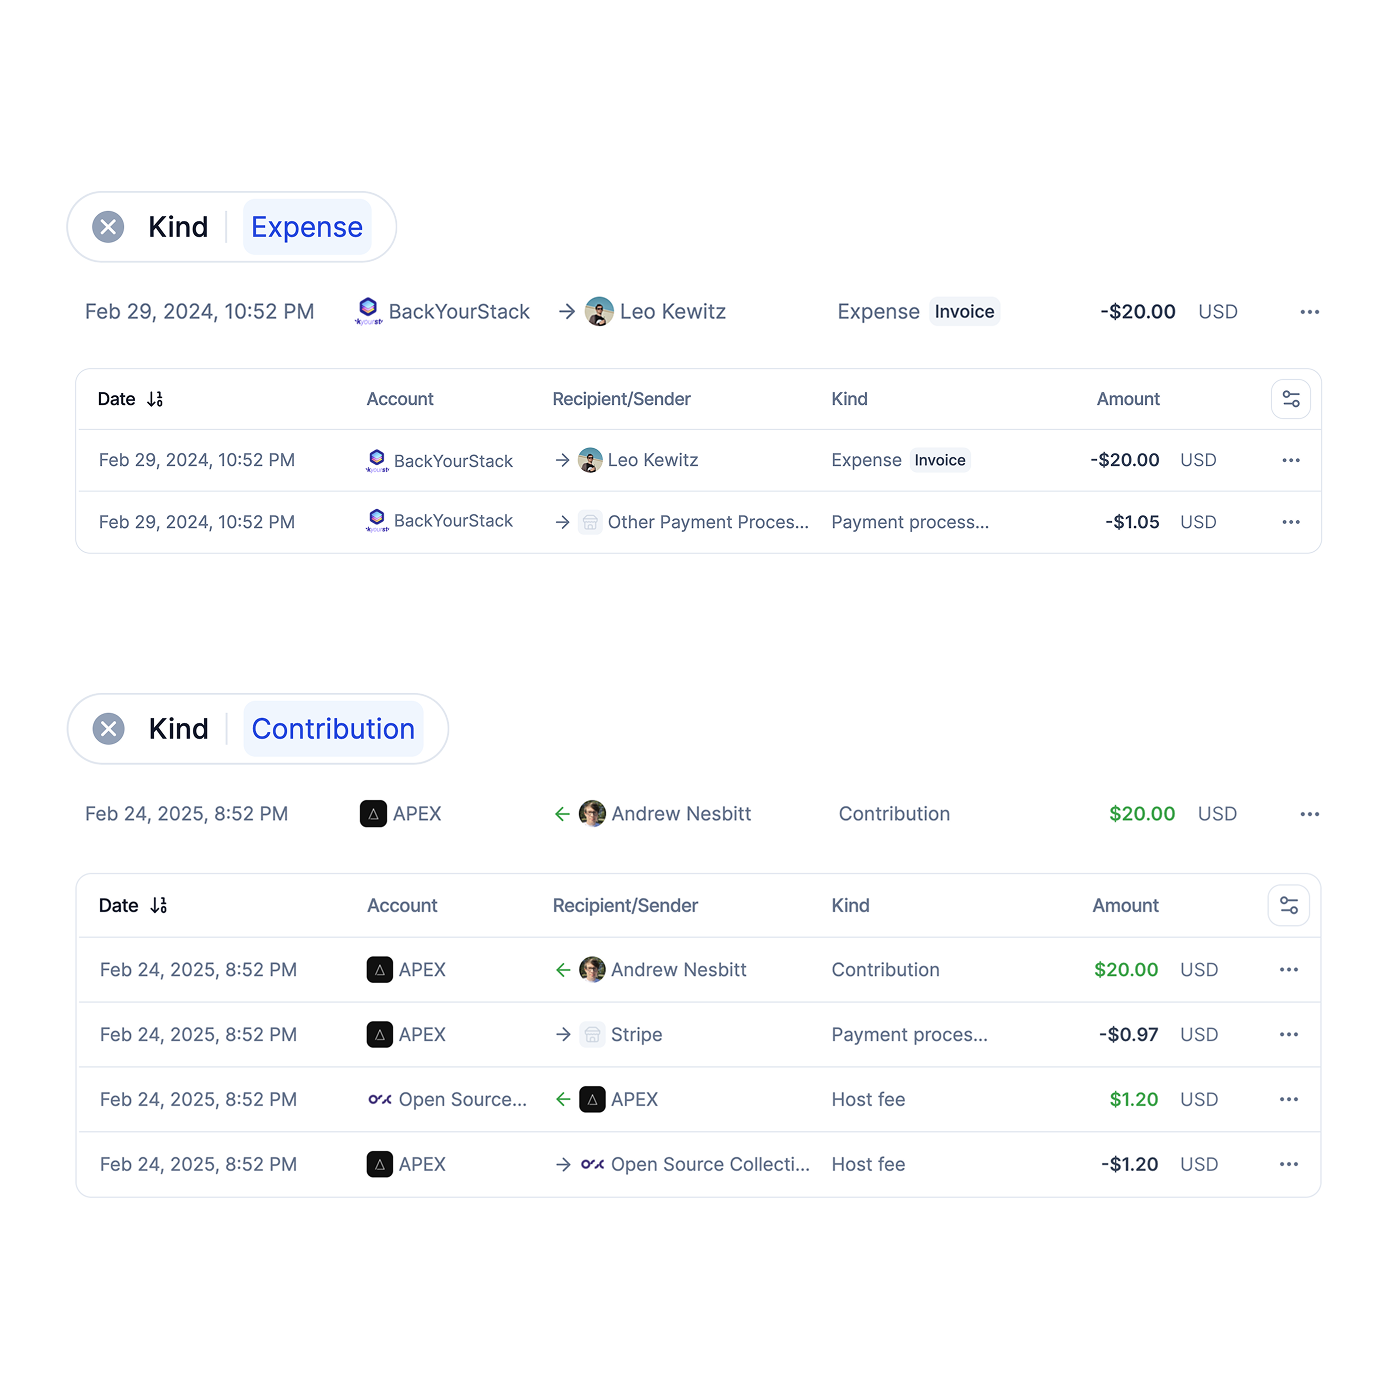 Kind Expense
Feb 29, 2024, 10:52 PM BackYourStack → Leo Kewitz Expense Invoice -$20.00 USD ...
Date Account Recipient/Sender Kind Amount
Feb 29, 2024, 10:52 PM BackYourStack → Leo Kewitz Expense Invoice -$20.00 USD ...
Feb 29, 2024, 10:52 PM BackYourStack → Other Payment Proces... Payment process... -$1.05 USD ...
Kind Contribution
Feb 24, 2025, 8:52 PM APEX ← Andrew Nesbitt Contribution $20.00 USD ...
Date Account Recipient/Sender Kind Amount
Feb 24, 2025, 8:52 PM APEX ← Andrew Nesbitt Contribution $20.00 USD ...
Feb 24, 2025, 8:52 PM APEX → Stripe Payment proces... -$0.97 USD ...
Feb 24, 2025, 8:52 PM Open Source... ← APEX Host fee $1.20 USD ...
Feb 24, 2025, 8:52 PM APEX → Open Source Collecti... Host fee -$1.20 USD ...